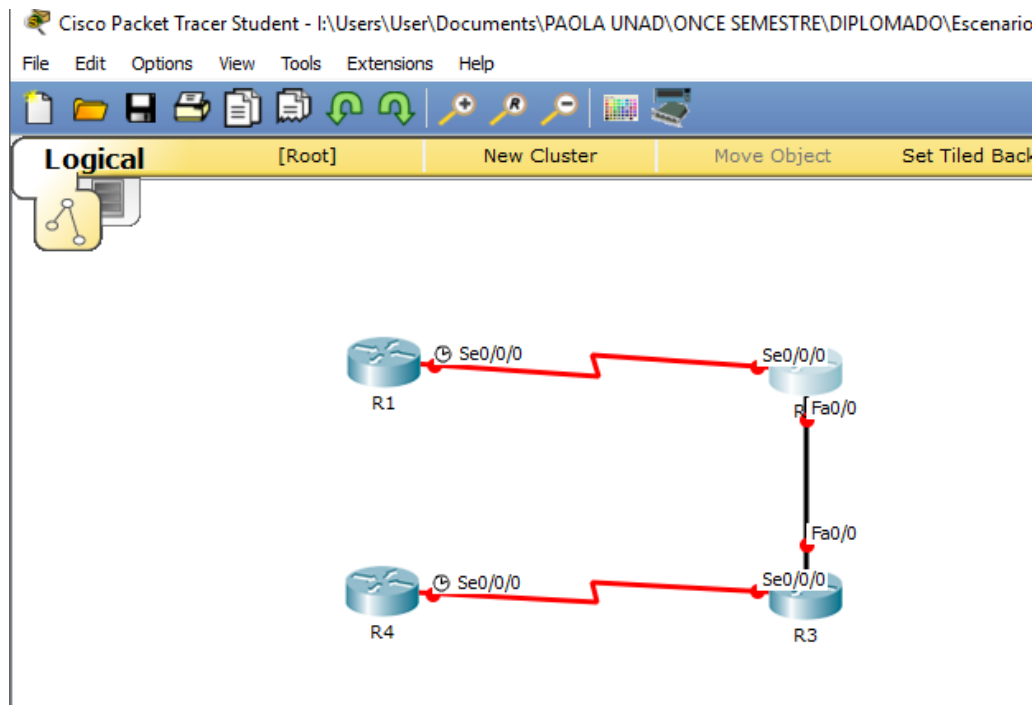 Cisco Packet Tracer Student - I:\Users\User\Documents\PAOLA UNAD\ONCE SEMESTRE\DIPLOMADO\Escenario
File Edit Options View Tools Extensions Help
Logical [Root] New Cluster Move Object Set Tiled Back
Se0/0/0 Se0/0/0
R1 R Fa0/0
Fa0/0
Se0/0/0 Se0/0/0
R4 R3